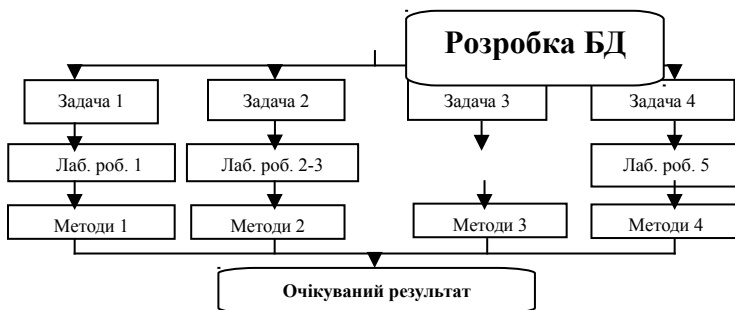 Розробка БД
Задача 1
Задача 2
Задача 3
Задача 4
Лаб. роб. 1
Лаб. роб. 2-3
Лаб. роб. 5
Методи 1
Методи 2
Методи 3
Методи 4
Очікуваний результат